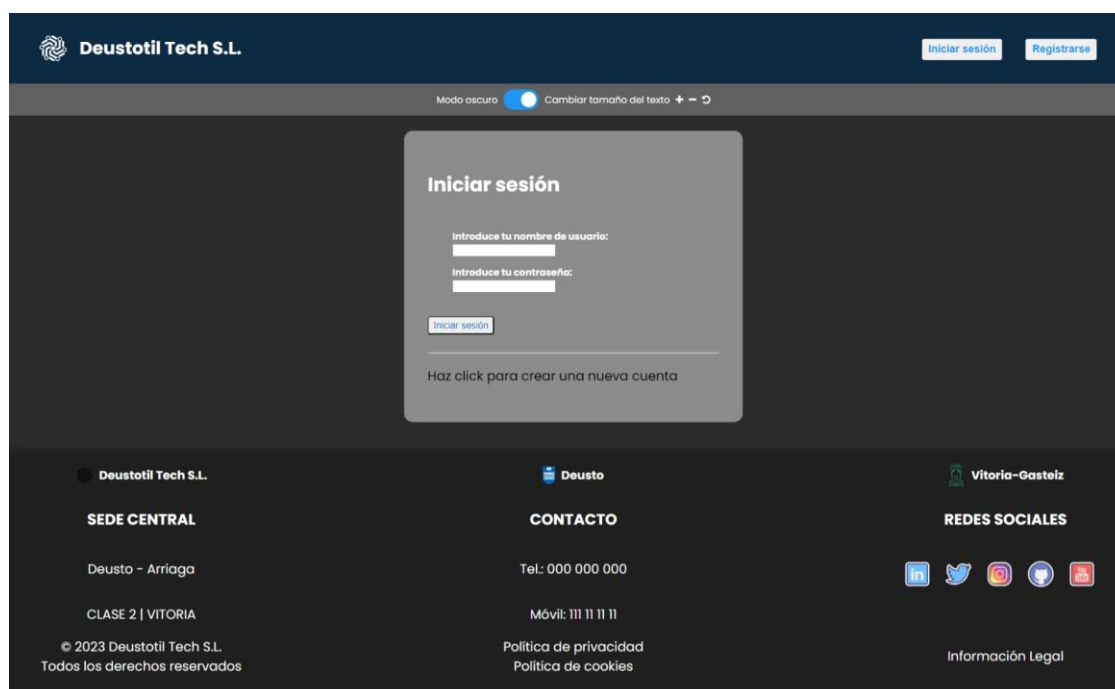 Deustotil Tech S.L.
Iniciar sesión
Registrarse
Modo oscuro
Cambiar tamaño del texto + -
Iniciar sesión
Introduce tu nombre de usuario:
Introduce tu contraseña:
Iniciar sesión
Haz click para crear una nueva cuenta
Deustotil Tech S.L.
SEDE CENTRAL
Deusto - Arriaga
CLASE 2 | VITORIA
© 2023 Deustotil Tech S.L.
Todos los derechos reservados
Deusto
CONTACTO
Tel.: 000 000 000
Móvil: 111 11 11 11
Política de privacidad
Política de cookies
Vitoria-Gasteiz
REDES SOCIALES
in
You Tube
Información Legal